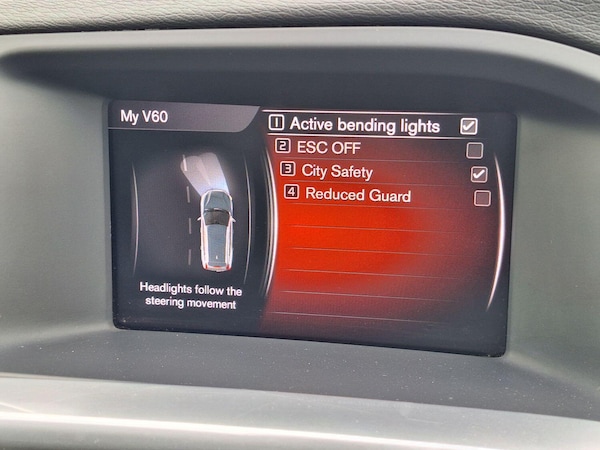 My V60
1 Active bending lights
2 ESC OFF
3 City Safety
4 Reduced Guard
Headlights follow the
steering movement